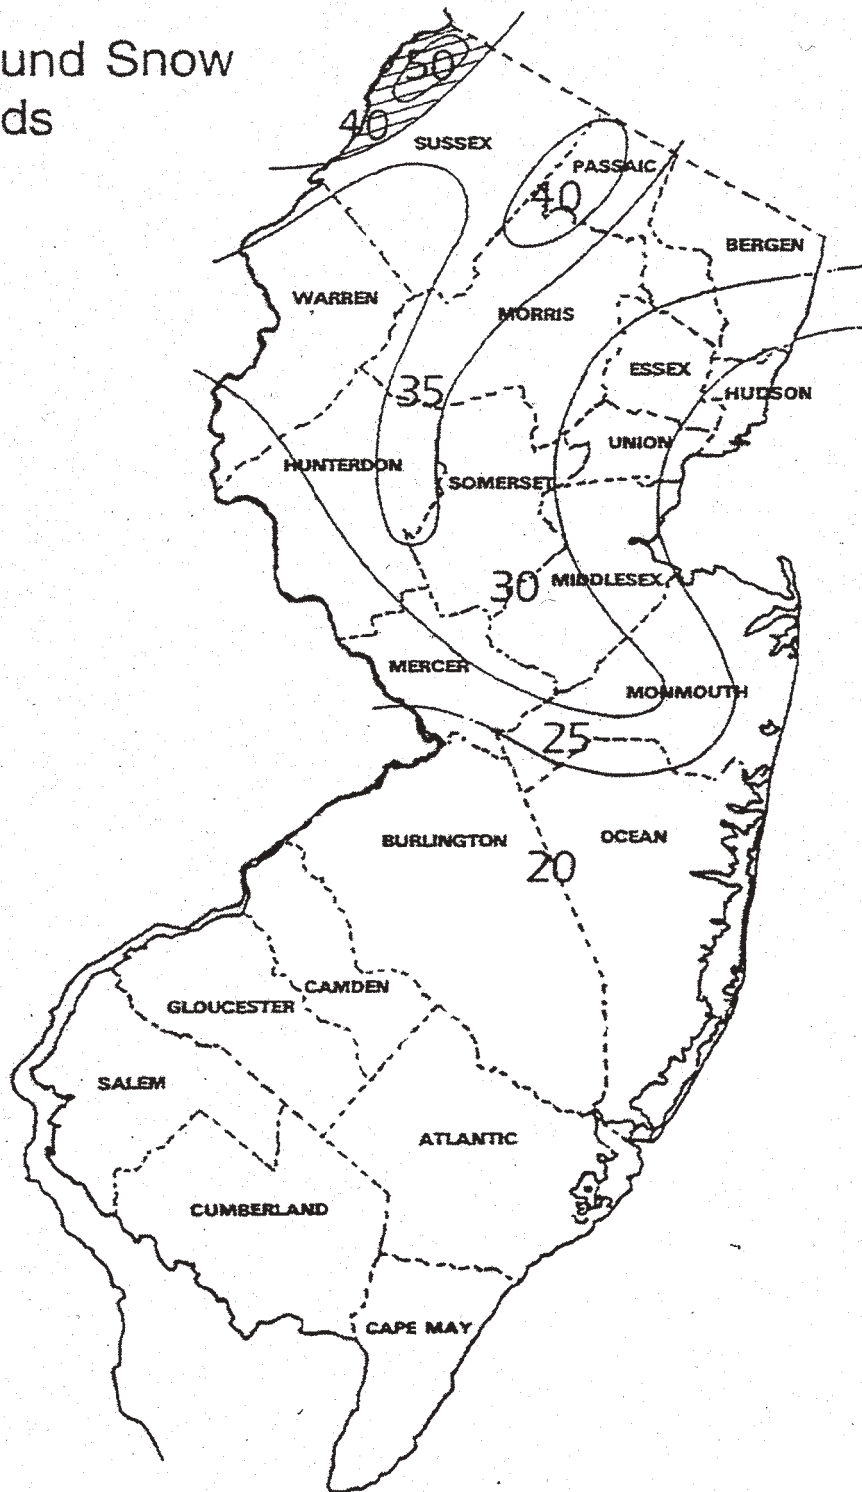 und Snow
ds
50
40
SUSSEX
PASSAIC
40
BERGEN
WARREN
MORRIS
ESSEX
35
HUDSON
UNION
HUNTERDON
SOMERSET
30
MIDDLESEX
MERCER
MONMOUTH
25
BURLINGTON
OCEAN
20
CAMDEN
GLOUCESTER
SALEM
ATLANTIC
CUMBERLAND
CAPE MAY